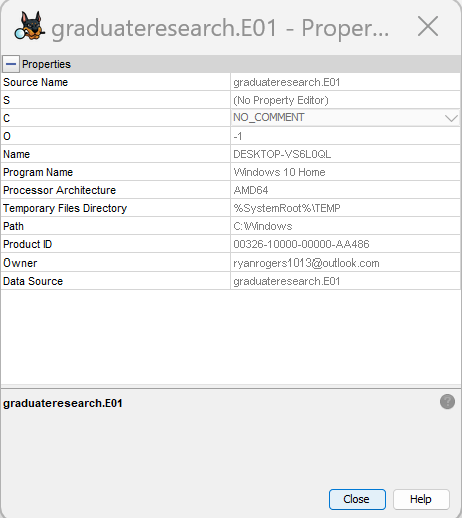 graduateresearch.E01 - Proper...
Properties
Source Name graduateresearch.E01
S (No Property Editor)
C NO_COMMENT
O -1
Name DESKTOP-VS6L0QL
Program Name Windows 10 Home
Processor Architecture AMD64
Temporary Files Directory %SystemRoot%\TEMP
Path C:\Windows
Product ID 00326-10000-00000-AA486
Owner ryanrogers1013@outlook.com
Data Source graduateresearch.E01
graduateresearch.E01
?
Close Help